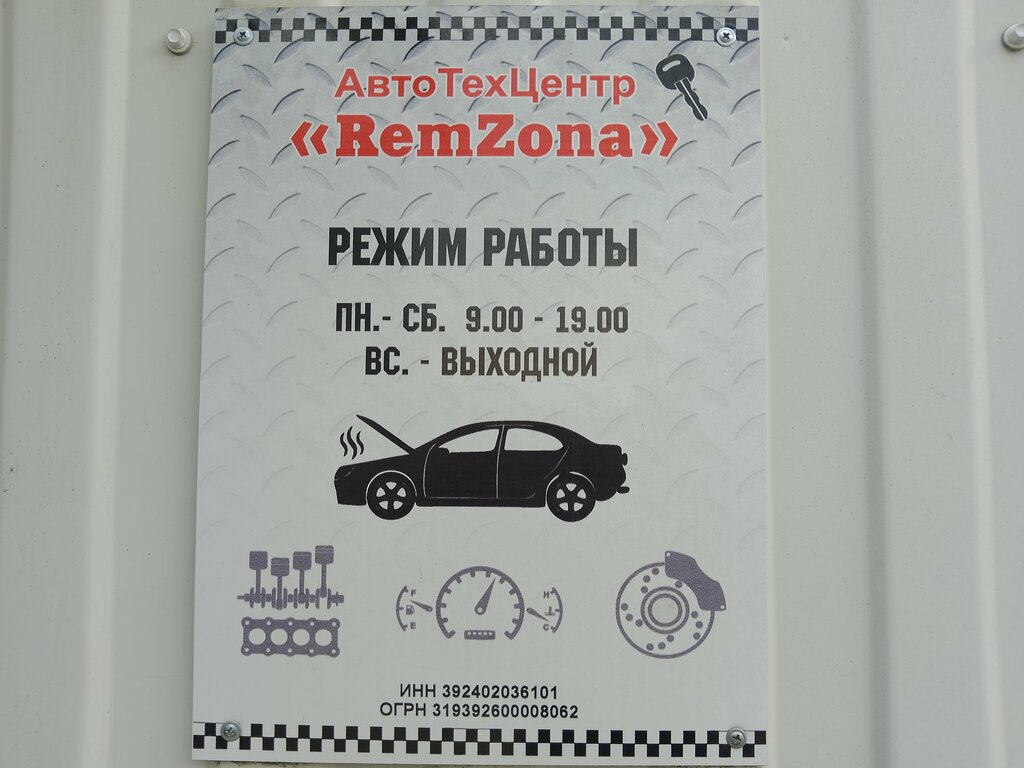 АвтоТехЦентр
«RemZona»
РЕЖИМ РАБОТЫ
ПН.- СБ. 9.00 - 19.00
ВС. - ВЫХОДНОЙ
F H
E C
ИНН 392402036101
ОГРН 319392600008062